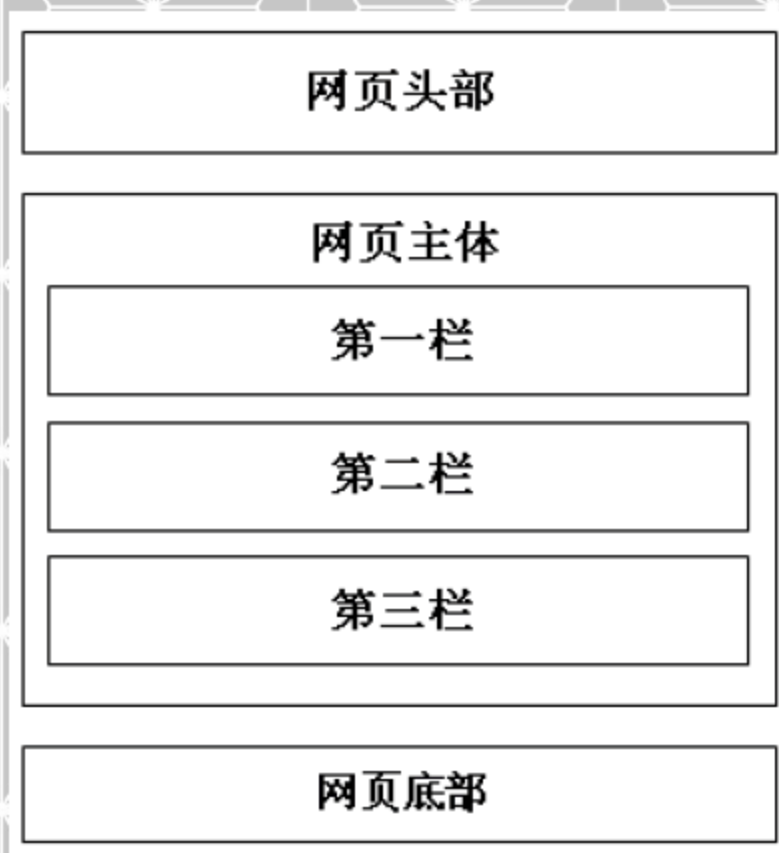 网页头部
网页主体
第一栏
第二栏
第三栏
网页底部